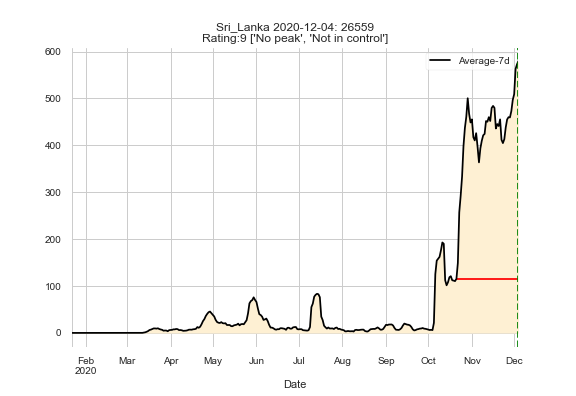 Sri_Lanka 2020-12-04: 26559
Rating:9 ['No peak', 'Not in control']
600
500
400
300
200
100
0
Average-7d
Feb Mar Apr May Jun Jul Aug Sep Oct Nov Dec
2020
Date